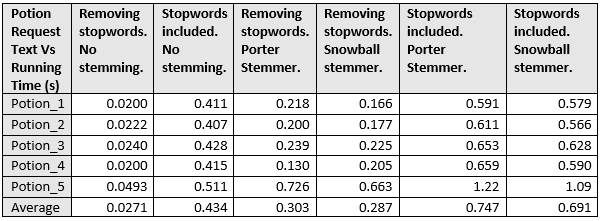 Potion Request Text Vs Running Time (s) Removing stopwords. No stemming. Stopwords included. No stemming. Removing stopwords. Porter Stemmer. Removing stopwords. Snowball stemmer. Stopwords included. Porter Stemmer. Stopwords included. Snowball stemmer.
Potion_1 0.0200 0.411 0.218 0.166 0.591 0.579
Potion_2 0.0222 0.407 0.200 0.177 0.611 0.566
Potion_3 0.0240 0.428 0.239 0.225 0.653 0.628
Potion_4 0.0200 0.415 0.130 0.205 0.659 0.590
Potion_5 0.0493 0.511 0.726 0.663 1.22 1.09
Average 0.0271 0.434 0.303 0.287 0.747 0.691